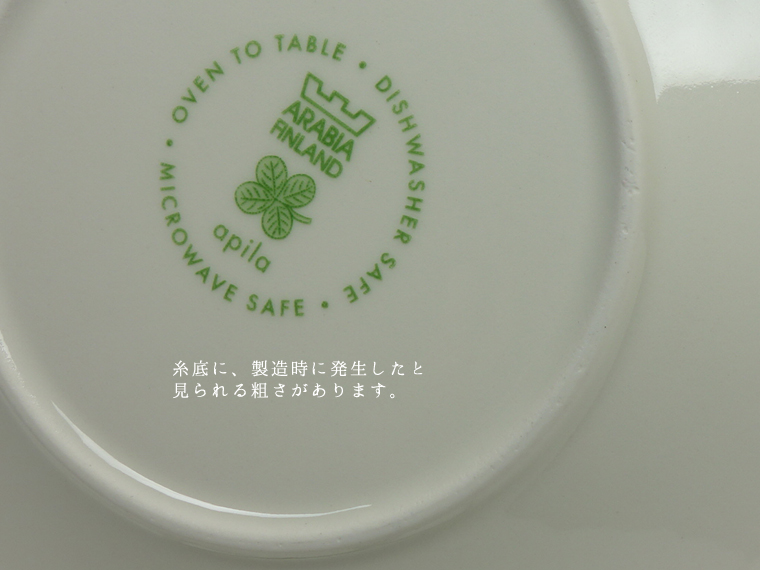 OVEN TO TABLE • DISHWASHER SAFE • MICROWAVE SAFE •
ARABIA
FINLAND
apila
糸底に、製造時に発生したと
見られる粗さがあります。